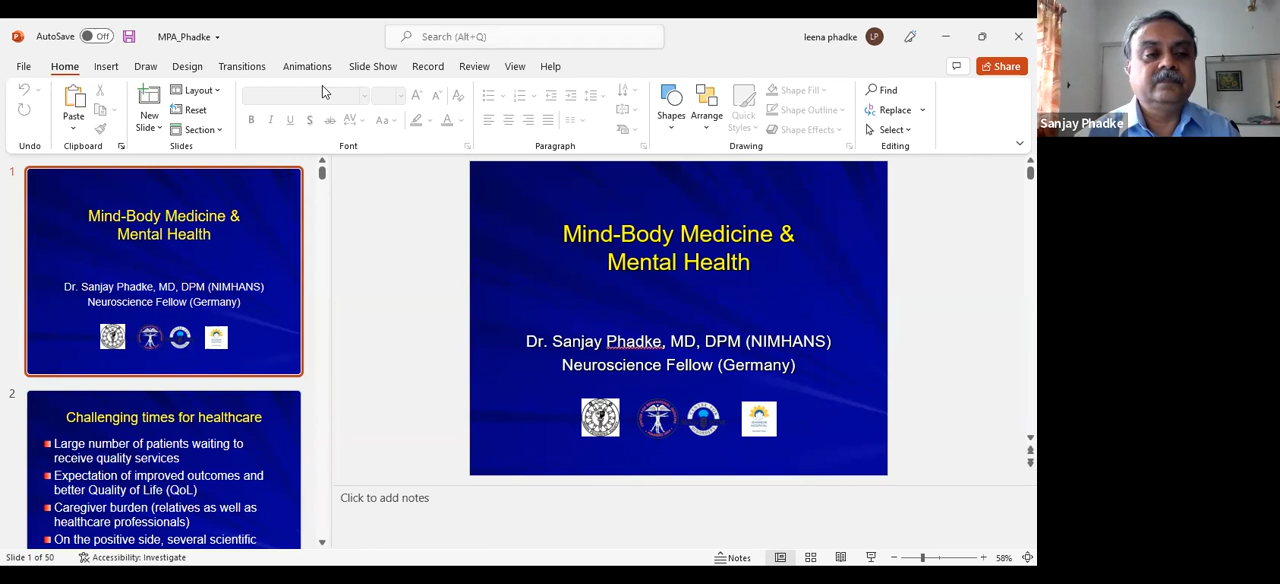 AutoSave Off MPA_Phadke Search (Alt+Q) leena phadke LP
File Home Insert Draw Design Transitions Animations Slide Show Record Review View Help Share
Paste New Slide Layout Reset Section Shapes Arrange Quick Styles Shape Fill Shape Outline Shape Effects Find Replace Select
Undo Clipboard Slides Font Paragraph Drawing Editing
Sanjay Phadke
1
Mind-Body Medicine &
Mental Health
Dr. Sanjay Phadke, MD, DPM (NIMHANS)
Neuroscience Fellow (Germany)
2
Challenging times for healthcare
Large number of patients waiting to
receive quality services
Expectation of improved outcomes and
better Quality of Life (QoL)
Caregiver burden (relatives as well as
healthcare professionals)
On the positive side, several scientific
Mind-Body Medicine &
Mental Health
Dr. Sanjay Phadke, MD, DPM (NIMHANS)
Neuroscience Fellow (Germany)
Click to add notes
Slide 1 of 50 Accessibility: Investigate Notes 58%